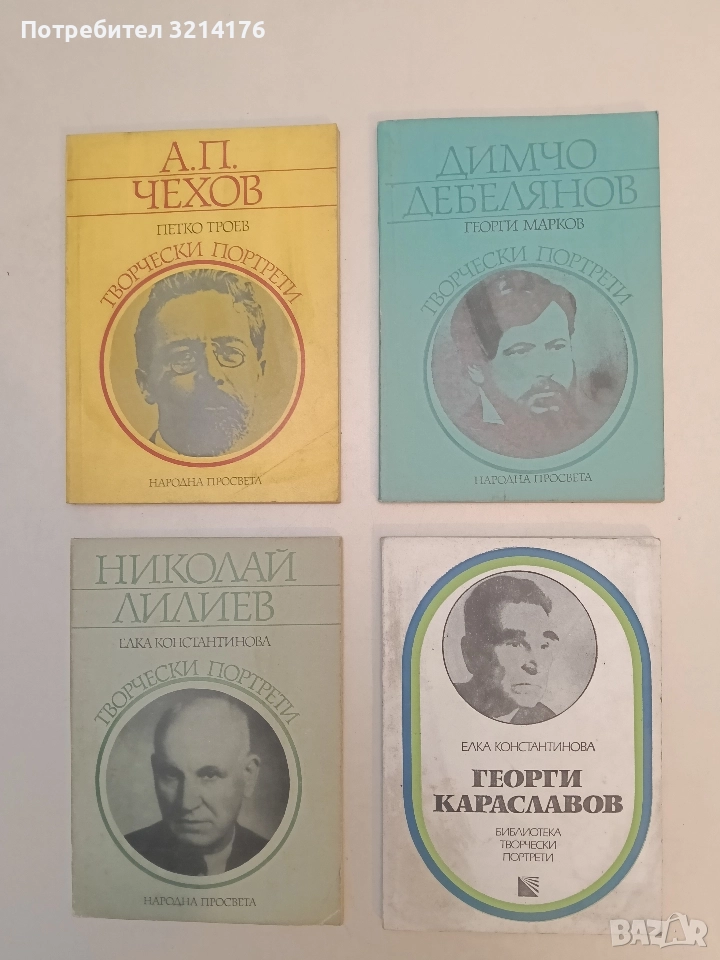 Потребител 3214176
А.П.
ЧЕХОВ
ПЕТКО ТРОЕВ
ТВОРЧЕСКИ ПОРТРЕТИ
НАРОДНА ПРОСВЕТА
ДИМЧО
ДЕБЕЛЯНОВ
ГЕОРГИ МАРКОВ
ТВОРЧЕСКИ ПОРТРЕТИ
НАРОДНА ПРОСВЕТА
НИКОЛАЙ
ЛИЛИЕВ
ЕЛКА КОНСТАНТИНОВА
ТВОРЧЕСКИ ПОРТРЕТИ
НАРОДНА ПРОСВЕТА
ЕЛКА КОНСТАНТИНОВА
ГЕОРГИ
КАРАСЛАВОВ
БИБЛИОТЕКА
ТВОРЧЕСКИ
ПОРТРЕТИ
BAZAR